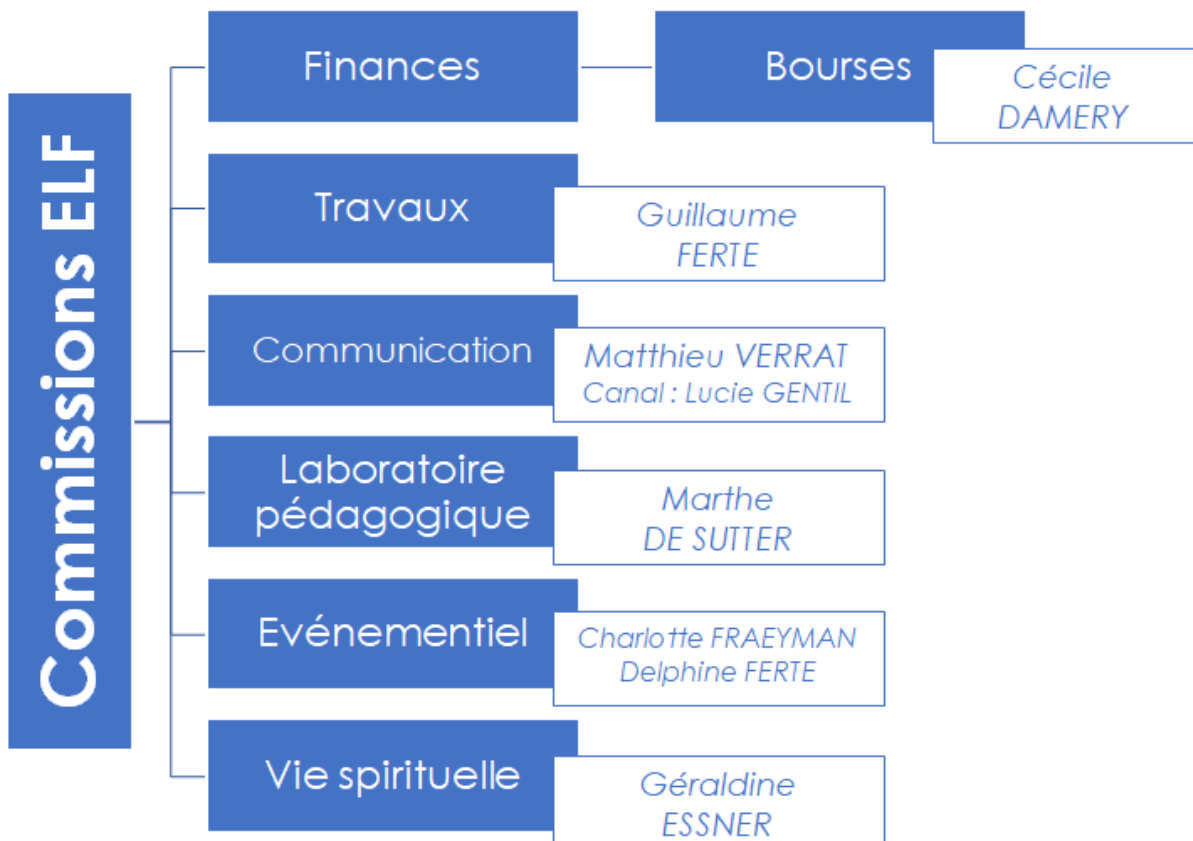 Commissions ELF
Finances
Bourses
Cécile
DAMERY
Travaux
Guillaume
FERTE
Communication
Matthieu VERRAT
Canal : Lucie GENTIL
Laboratoire
pédagogique
Marthe
DE SUTTER
Evénementiel
Charlotte FRAEYMAN
Delphine FERTE
Vie spirituelle
Géraldine
ESSNER